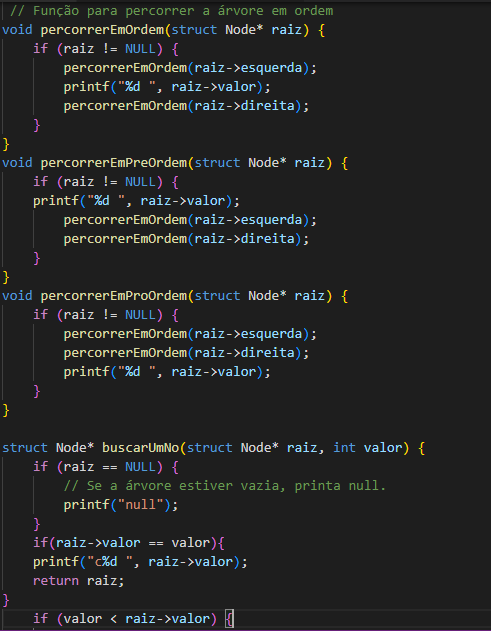 // Função para percorrer a árvore em ordem
void percorrerEmOrdem(struct Node* raiz) {
    if (raiz != NULL) {
        percorrerEmOrdem(raiz->esquerda);
        printf("%d ", raiz->valor);
        percorrerEmOrdem(raiz->direita);
    }
}
void percorrerEmPreOrdem(struct Node* raiz) {
    if (raiz != NULL) {
    printf("%d ", raiz->valor);
        percorrerEmOrdem(raiz->esquerda);
        percorrerEmOrdem(raiz->direita);
    }
}
void percorrerEmProOrdem(struct Node* raiz) {
    if (raiz != NULL) {
        percorrerEmOrdem(raiz->esquerda);
        percorrerEmOrdem(raiz->direita);
        printf("%d ", raiz->valor);
    }
}

struct Node* buscarUmNo(struct Node* raiz, int valor) {
    if (raiz == NULL) {
        // Se a árvore estiver vazia, printa null.
        printf("null");
    }
    if(raiz->valor == valor){
    printf("c%d ", raiz->valor);
    return raiz;
}
    if (valor < raiz->valor) {